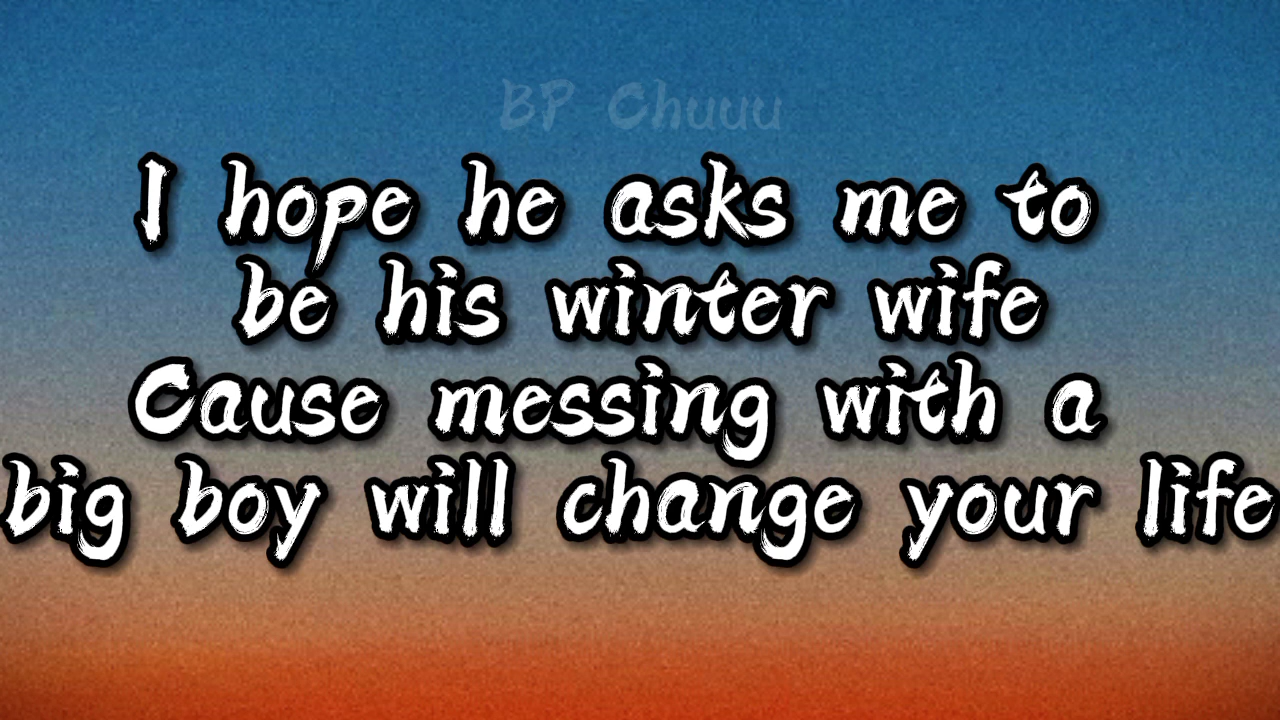 BP Chuuu
I hope he asks me to
be his winter wife
Cause messing with a
big boy will change your life